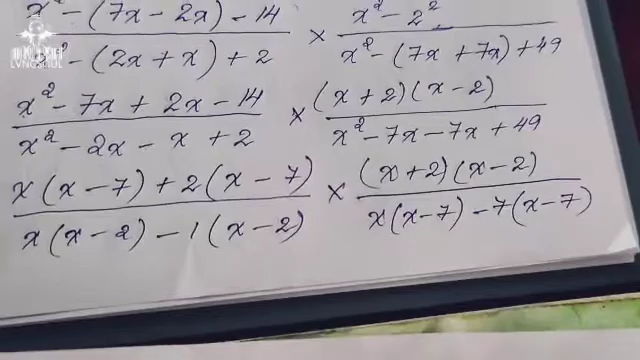 x² - (7x - 2x) - 14 / x² - (2x + x) + 2 × x² - 2² / x² - (7x + 7x) + 49
x² - 7x + 2x - 14 / x² - 2x - x + 2 × (x + 2) (x - 2) / x² - 7x - 7x + 49
x (x - 7) + 2 (x - 7) / x (x - 2) - 1 (x - 2) × (x + 2) (x - 2) / x (x - 7) - 7 (x - 7)